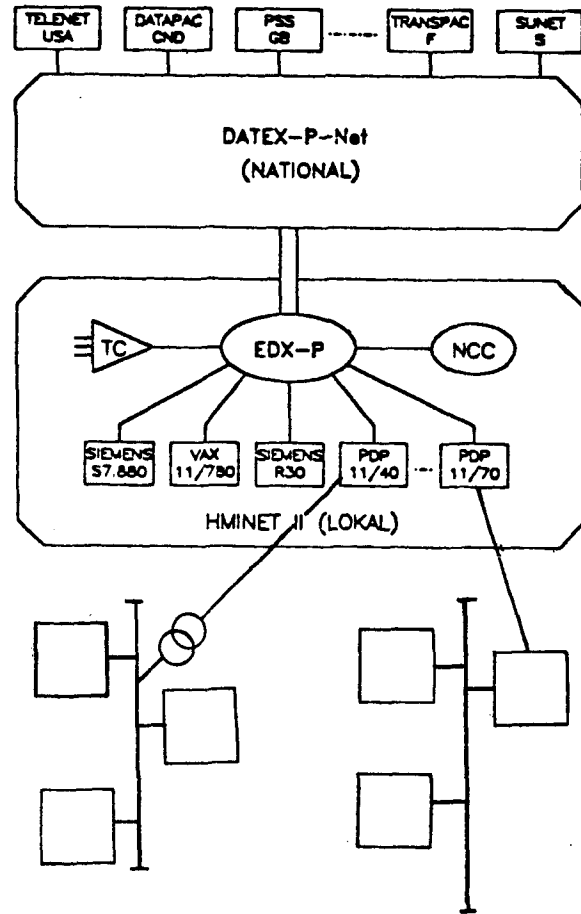 TELENET
USA
DATAPAC
CND
PSS
GB
TRANSPAC
F
SUNET
S
DATEX-P-Net
(NATIONAL)
TC
EDX-P
NCC
SIEMENS
S7.880
VAX
11/780
SIEMENS
R30
PDP
11/40
PDP
11/70
HMINET II (LOKAL)